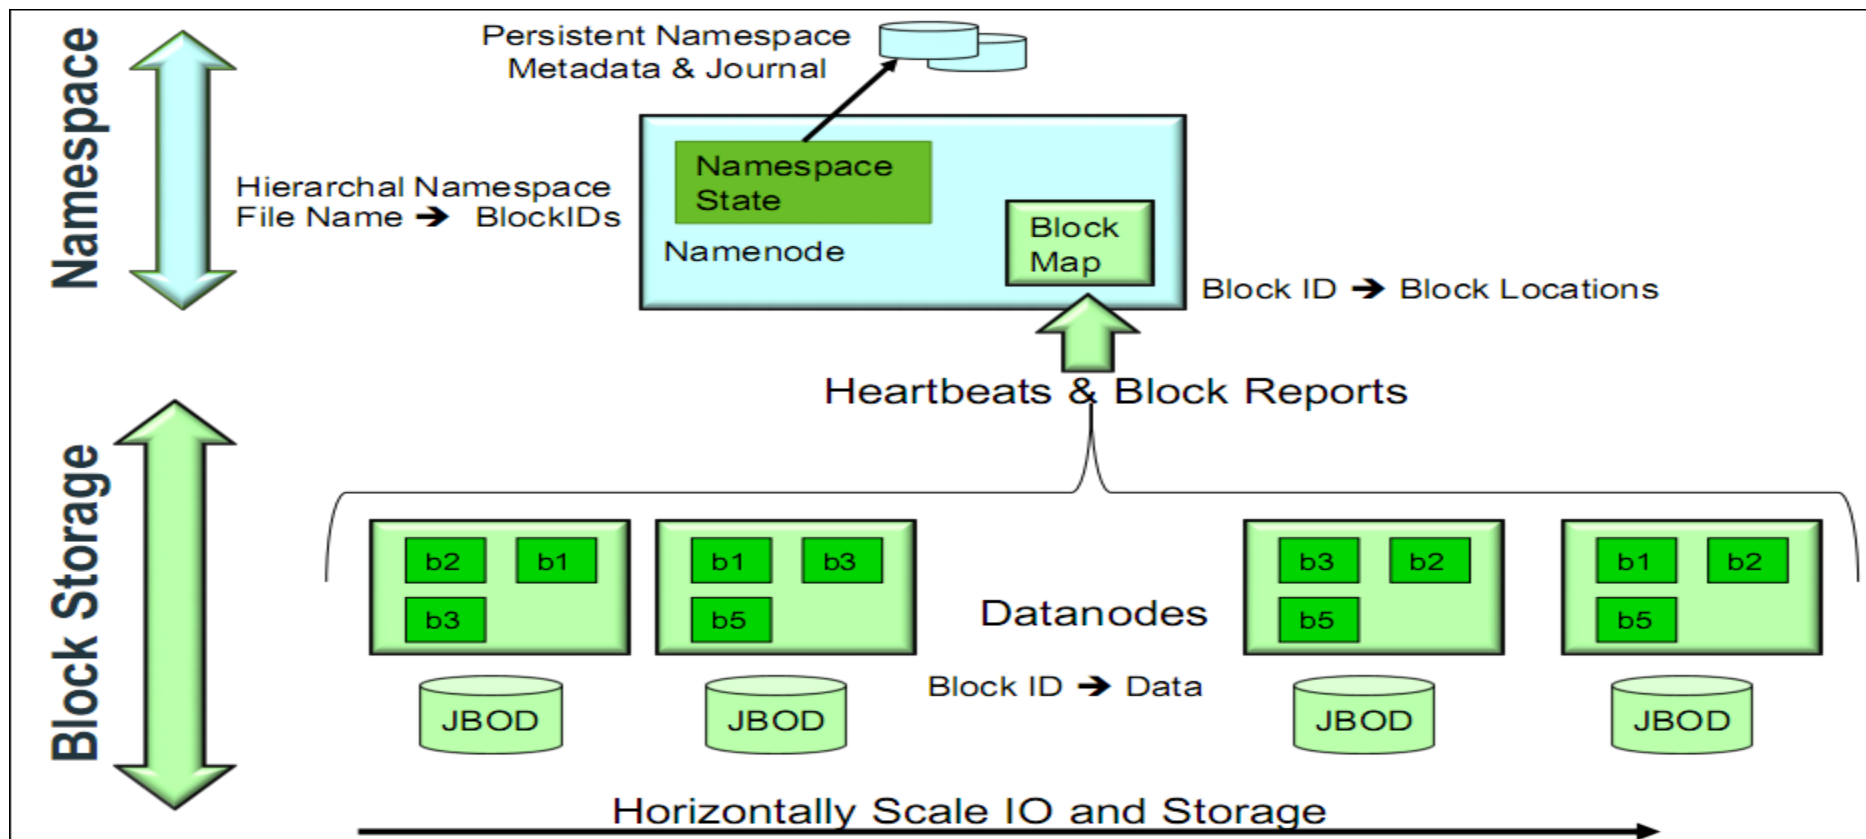 Namespace
Persistent Namespace
Metadata & Journal
Namespace
State
Hierarchal Namespace
File Name ➔ BlockIDs
Namenode
Block
Map
Block ID ➔ Block Locations
Heartbeats & Block Reports
Block Storage
b2 b1
b3
b1 b3
b5
Datanodes
b3 b2
b5
b1 b2
b5
Block ID ➔ Data
JBOD
JBOD
JBOD
JBOD
Horizontally Scale IO and Storage